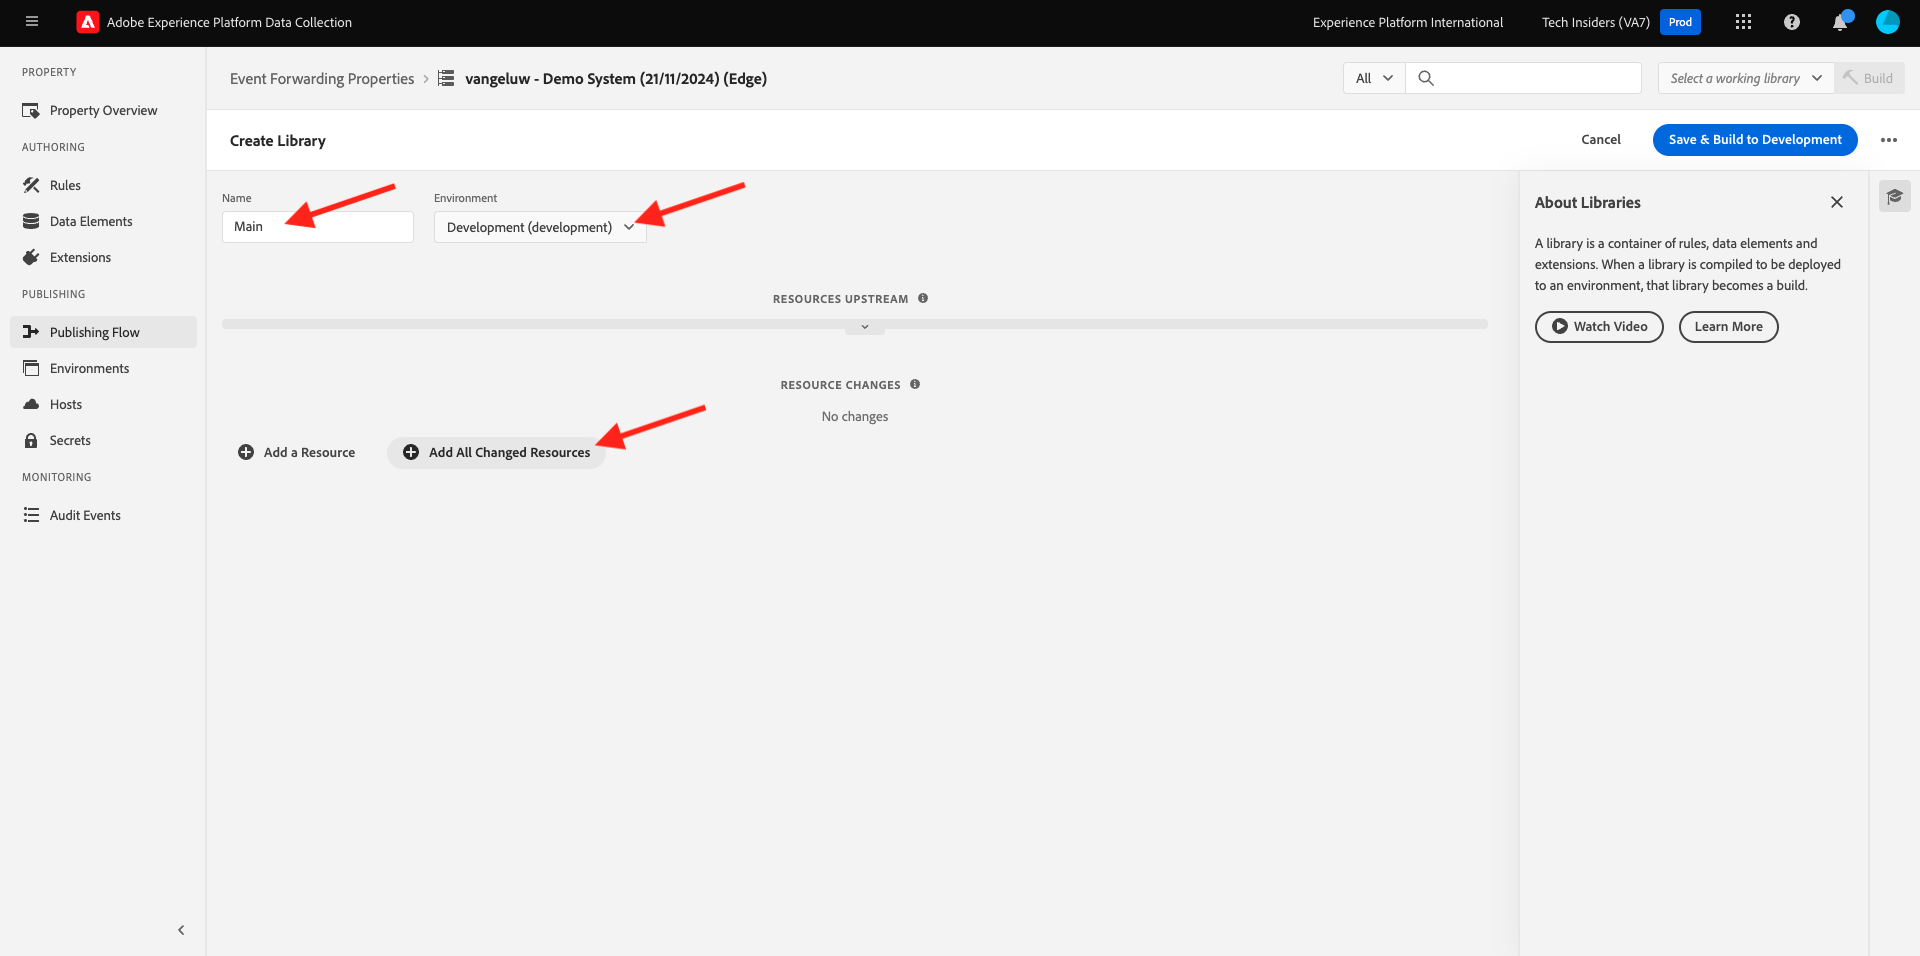 Adobe Experience Platform Data Collection
Experience Platform International
Tech Insiders (VA7)
Prod
PROPERTY
Property Overview
AUTHORING
Rules
Data Elements
Extensions
PUBLISHING
Publishing Flow
Environments
Hosts
Secrets
MONITORING
Audit Events
Event Forwarding Properties
vangeluw - Demo System (21/11/2024) (Edge)
All
Select a working library
Build
Create Library
Cancel
Save & Build to Development
Name
Main
Environment
Development (development)
RESOURCES UPSTREAM
RESOURCE CHANGES
No changes
Add a Resource
Add All Changed Resources
About Libraries
A library is a container of rules, data elements and
extensions. When a library is compiled to be deployed
to an environment, that library becomes a build.
Watch Video
Learn More